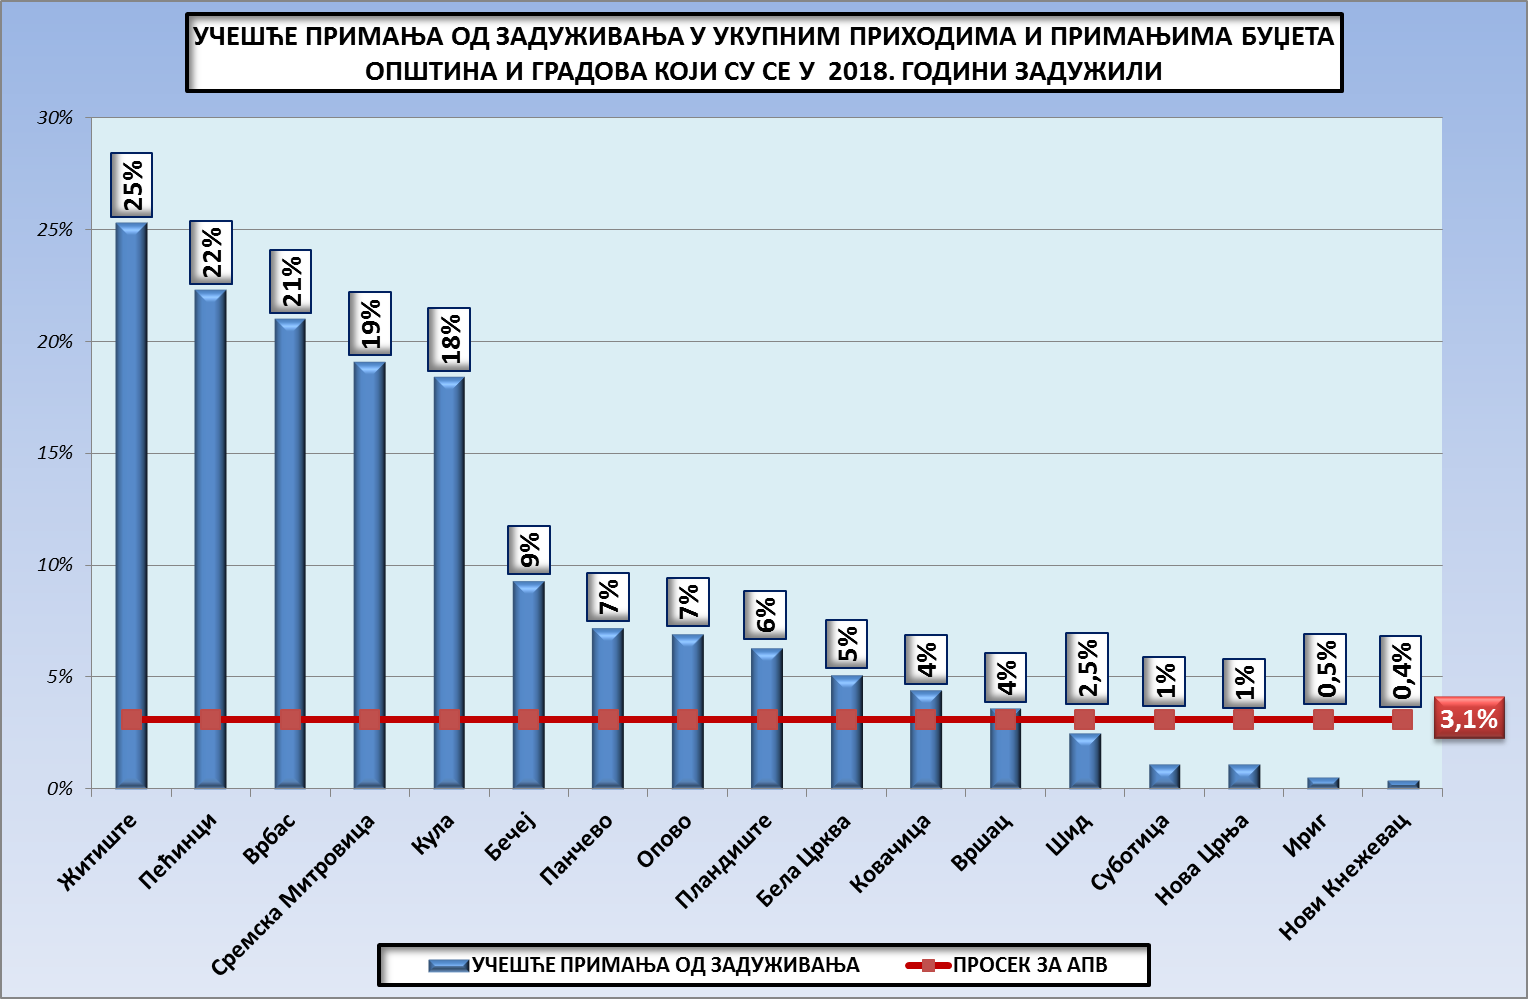 УЧЕШЋЕ ПРИМАЊА ОД ЗАДУЖИВАЊА У УКУПНИМ ПРИХОДИМА И ПРИМАЊИМА БУЏЕТА
ОПШТИНА И ГРАДОВА КОЈИ СУ СЕ У 2018. ГОДИНИ ЗАДУЖИЛИ
30%
25%
20%
15%
10%
5%
0%
25%
22%
21%
19%
18%
9%
7%
7%
6%
5%
4%
4%
2,5%
1%
1%
0,5%
0,4%
3,1%
Житиште
Пећинци
Врбас
Сремска Митровица
Кула
Бечеј
Панчево
Опово
Пландиште
Бела Црква
Ковачица
Вршац
Шид
Суботица
Нова Црња
Ириг
Нови Кнежевац
УЧЕШЋЕ ПРИМАЊА ОД ЗАДУЖИВАЊА
ПРОСЕК ЗА АПВ